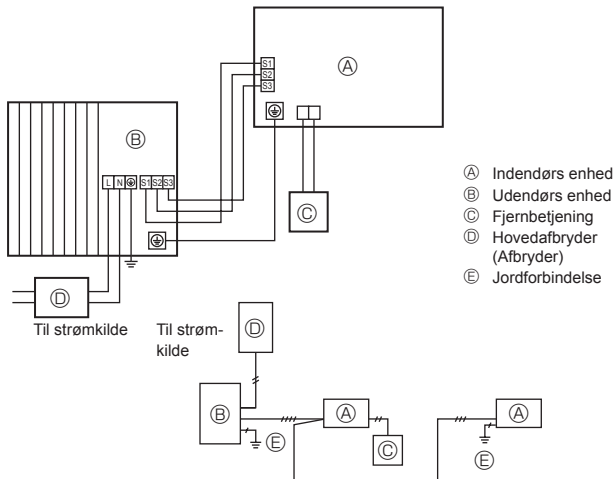 S1
S2
S3
Ⓐ
Ⓑ
L N S1 S2 S3
Ⓒ
Ⓓ
Til strømkilde
Ⓐ Indendørs enhed
Ⓑ Udendørs enhed
Ⓒ Fjernbetjening
Ⓓ Hovedafbryder
(Afbryder)
Ⓔ Jordforbindelse
Til strøm-
kilde
Ⓓ
Ⓑ
Ⓔ
Ⓐ
Ⓒ
Ⓐ
Ⓔ